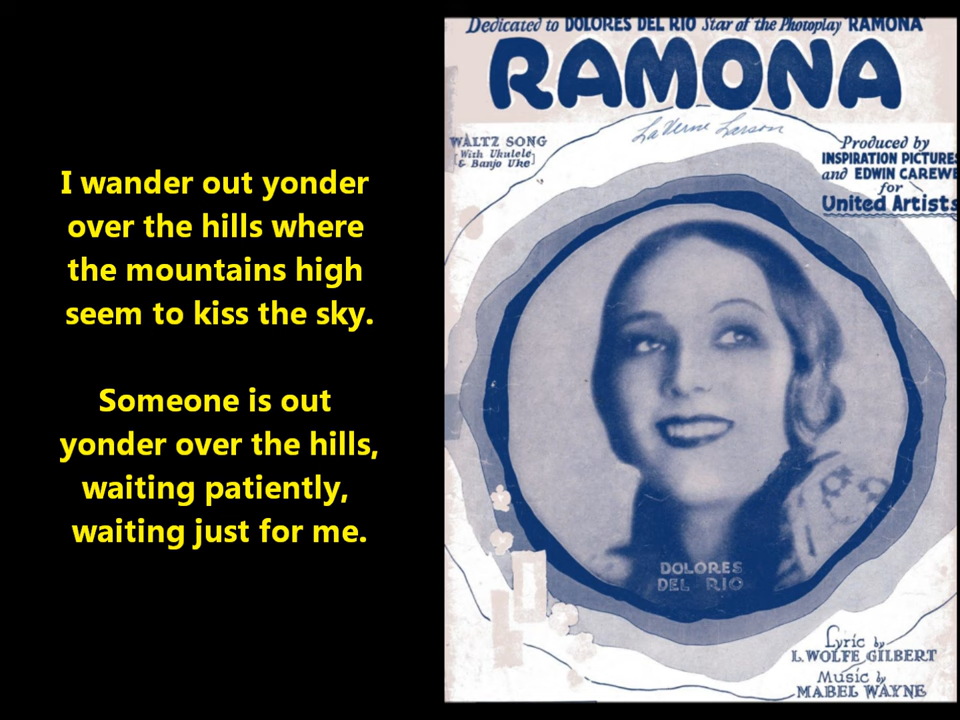 I wander out yonder
over the hills where
the mountains high
seem to kiss the sky.
Someone is out
yonder over the hills,
waiting patiently,
waiting just for me.
Dedicated to DOLORES DEL RIO Star of the Photoplay "RAMONA"
RAMONA
LaVerne Larson
WALTZ SONG
[With Ukulele
& Banjo Uke]
Produced by
INSPIRATION PICTURES
and EDWIN CAREWE
for
United Artists
DOLORES
DEL RIO
Lyric by
L. WOLFE GILBERT
Music by
MABEL WAYNE